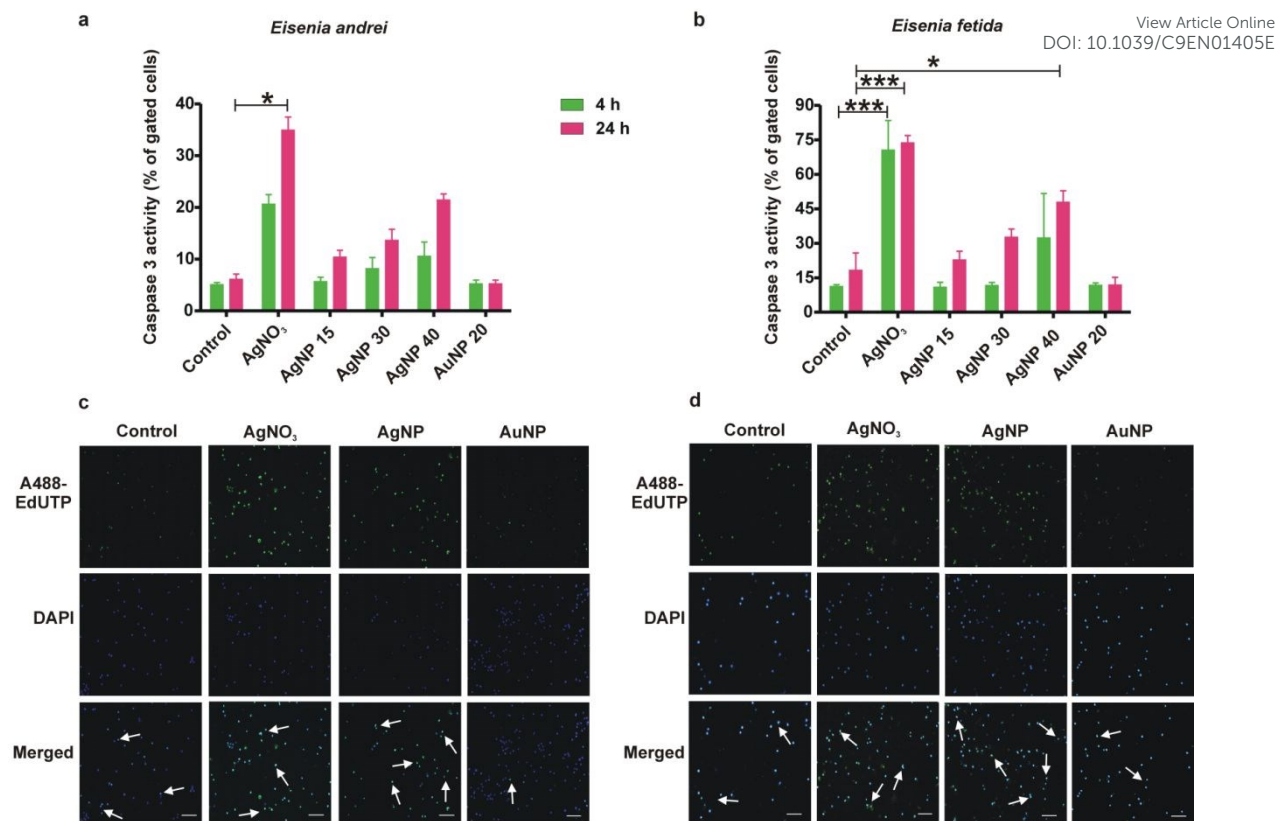 View Article Online
DOI: 10.1039/C9EN01405E
a
Eisenia andrei
Caspase 3 activity (% of gated cells)
40
30
20
10
0
*
Control
AgNO₃
AgNP 15
AgNP 30
AgNP 40
AuNP 20
4 h
24 h
b
Eisenia fetida
Caspase 3 activity (% of gated cells)
90
75
60
45
30
15
0
*
***
***
Control
AgNO₃
AgNP 15
AgNP 30
AgNP 40
AuNP 20
c
Control AgNO₃ AgNP AuNP
A488-
EdUTP
DAPI
Merged
d
Control AgNO₃ AgNP AuNP
A488-
EdUTP
DAPI
Merged